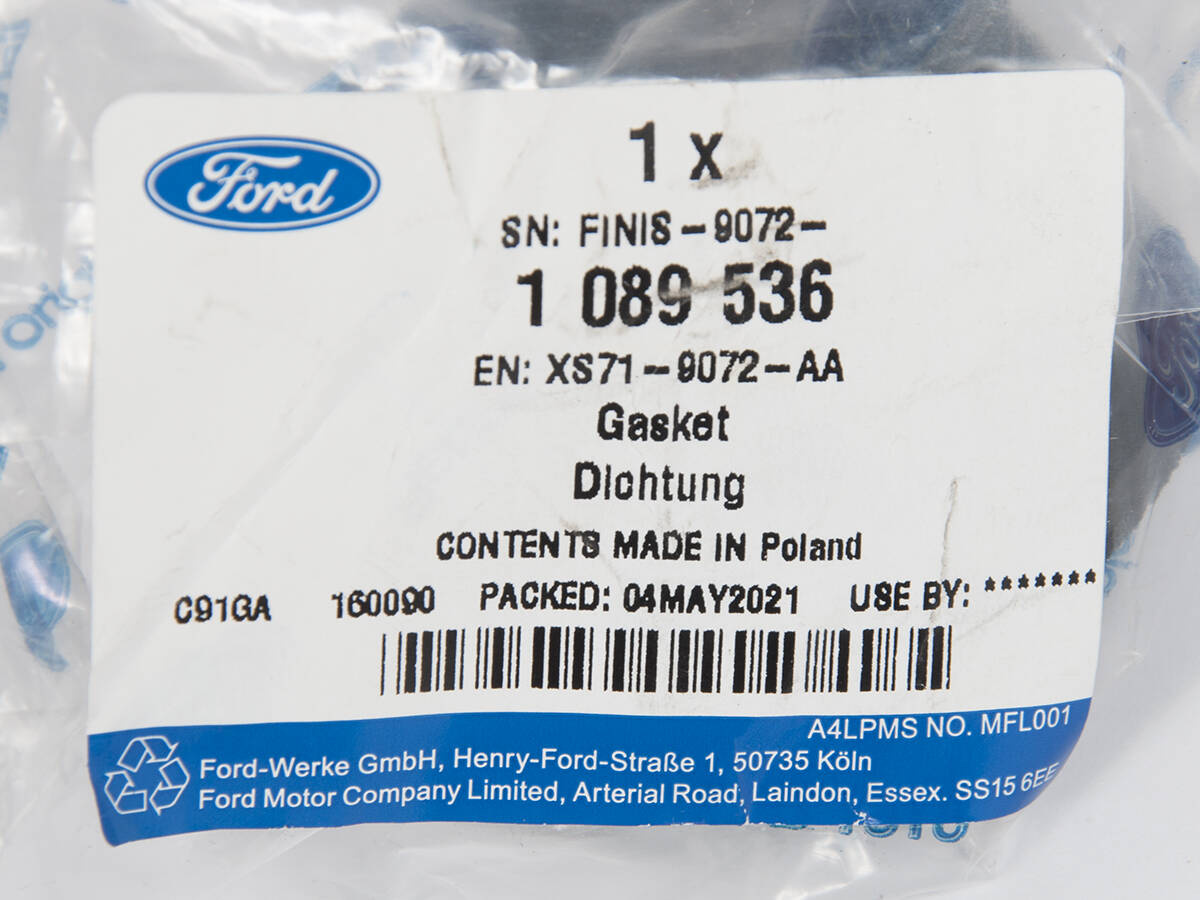 Ford
1 x
SN: FINIS-9072-
1 089 536
EN: XS71-9072-AA
Gasket
Dichtung
CONTENTS MADE IN Poland
C91GA 160090 PACKED: 04MAY2021 USE BY: *******
A4LPMS NO. MFL001
Ford-Werke GmbH, Henry-Ford-Straße 1, 50735 Köln
Ford Motor Company Limited, Arterial Road, Laindon, Essex. SS15 6EE